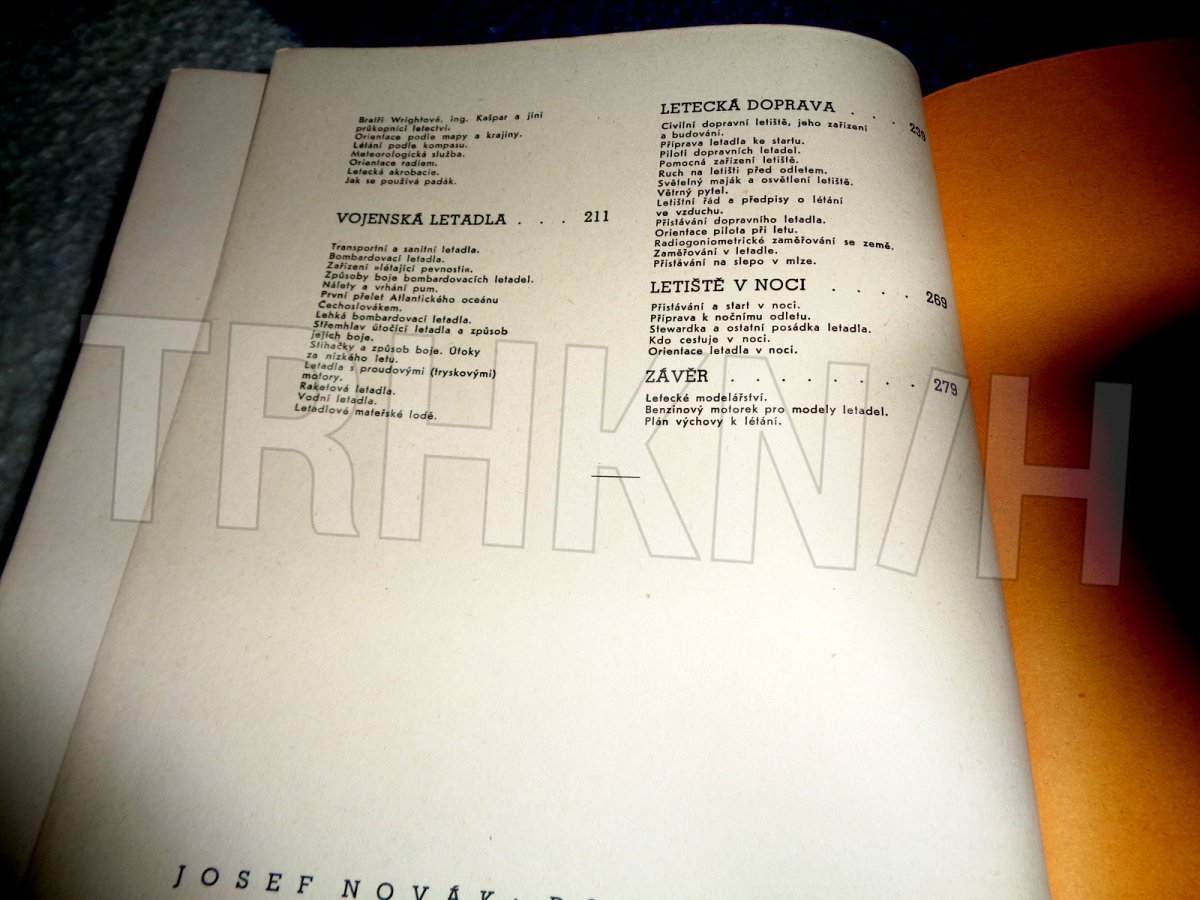 Bratří Wrightové, ing. Kašpar a jiní
průkopníci letectví.
Orientace podle mapy a krajiny.
Létání podle kompasu.
Meteorologická služba.
Orientace radiem.
Letecká akrobacie.
Jak se používá padák.
VOJENSKÁ LETADLA . . . 211
Transportní a sanitní letadla.
Bombardovací letadla.
Zařízení »létající pevnosti«.
Způsoby boje bombardovacích letadel.
Nálety a vrhání pum.
První přelet Atlantického oceánu
Čechoslovákem.
Lehká bombardovací letadla.
Střemhlav útočící letadla a způsob
jejich boje.
Stihačky a způsob boje. Útoky
za nízkého letu.
Letadla s proudovými (tryskovými)
motory.
Raketová letadla.
Vodní letadla.
Letadlové mateřské lodě.
LETECKÁ DOPRAVA . . . . 239
Civilní dopravní letiště, jeho zařízení
a budování.
Příprava letadla ke startu.
Piloti dopravních letadel.
Pomocná zařízení letiště.
Ruch na letišti před odletem.
Světelný maják a osvětlení letiště.
Větrný pytel.
Letištní řád a předpisy o létání
ve vzduchu.
Přistávání dopravního letadla.
Orientace pilota při letu.
Radiogoniometrické zaměřování se země.
Zaměřování v letadle.
Přistávání na slepo v mlze.
LETIŠTĚ V NOCI . . . . . 269
Přistávání a start v noci.
Příprava k nočnímu odletu.
Stewardka a ostatní posádka letadla.
Kdo cestuje v noci.
Orientace letadla v noci.
ZÁVĚR . . . . . . . . 279
Letecké modelářství.
Benzinový motorek pro modely letadel.
Plán výchovy k létání.
TRHKNIH
JOSEF NOVÁK